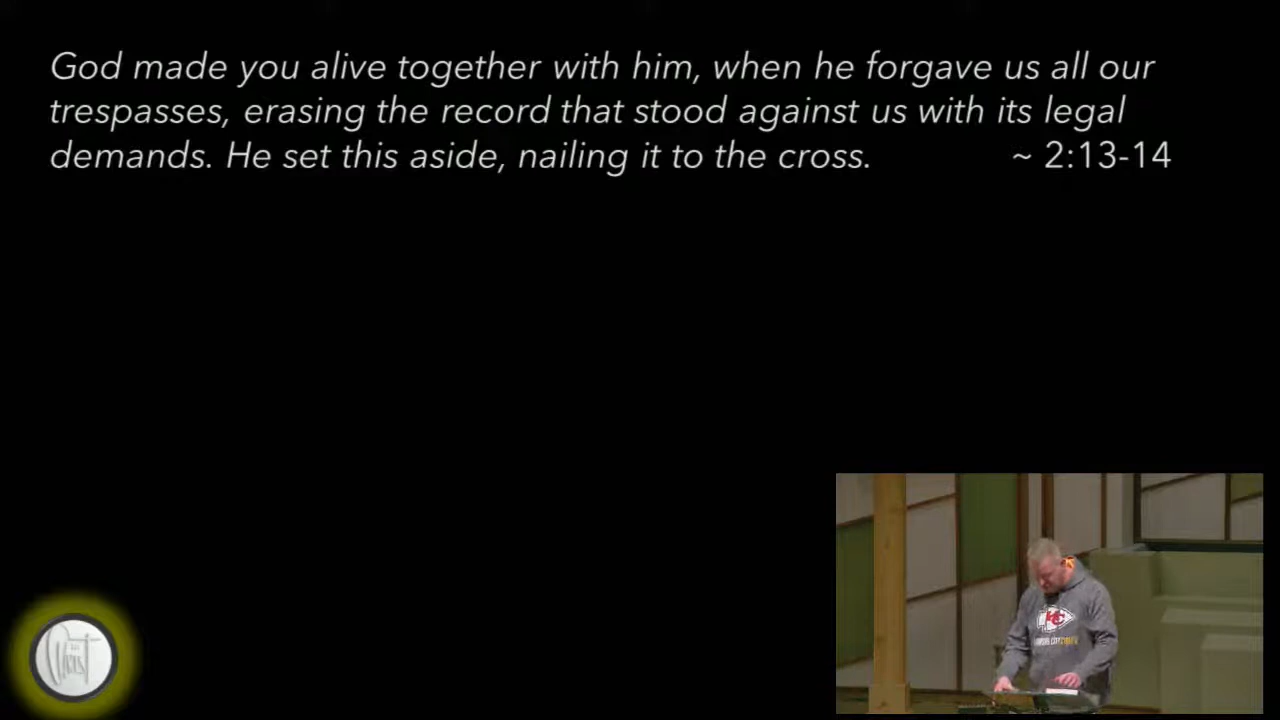 God made you alive together with him, when he forgave us all our
trespasses, erasing the record that stood against us with its legal
demands. He set this aside, nailing it to the cross. ~ 2:13-14
KC